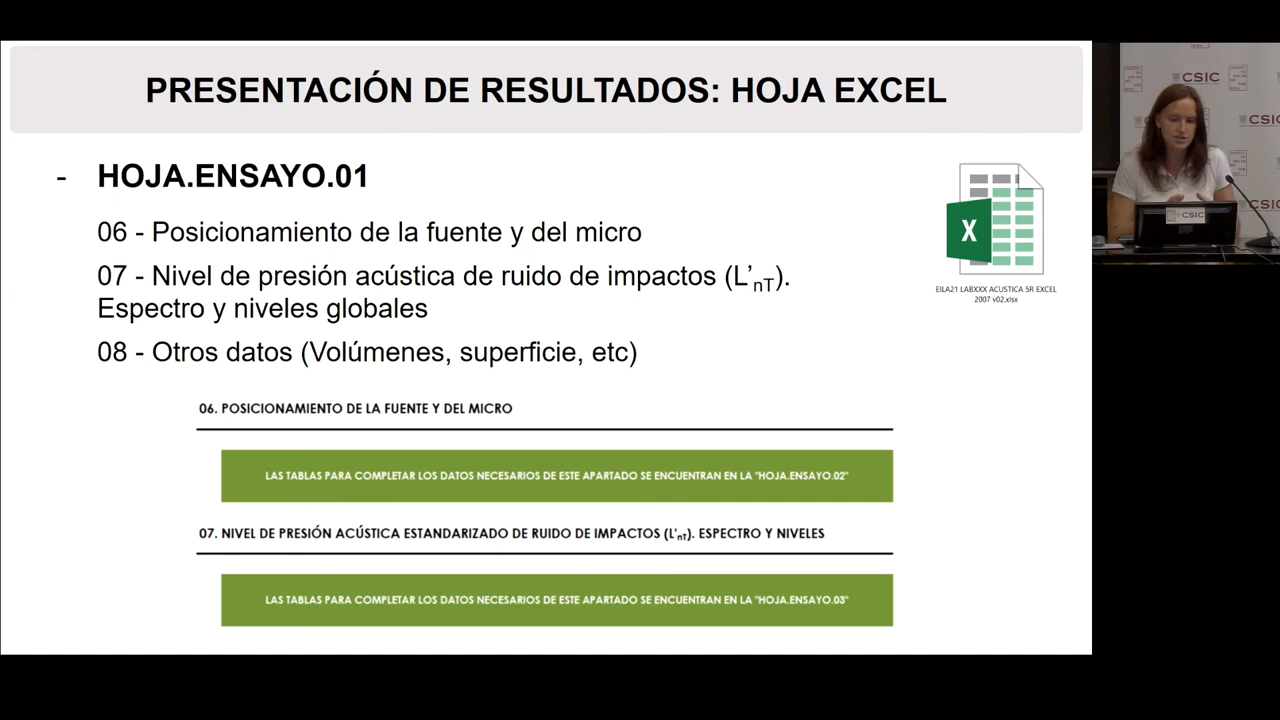 PRESENTACIÓN DE RESULTADOS: HOJA EXCEL
- HOJA.ENSAYO.01
06 - Posicionamiento de la fuente y del micro
07 - Nivel de presión acústica de ruido de impactos (L'nT).
Espectro y niveles globales
08 - Otros datos (Volúmenes, superficie, etc)
X
EILA21 LABXXX ACUSTICA 5R EXCEL
2007 v02.xlsx
06. POSICIONAMIENTO DE LA FUENTE Y DEL MICRO
LAS TABLAS PARA COMPLETAR LOS DATOS NECESARIOS DE ESTE APARTADO SE ENCUENTRAN EN LA "HOJA.ENSAYO.02"
07. NIVEL DE PRESIÓN ACÚSTICA ESTANDARIZADO DE RUIDO DE IMPACTOS (L'nT). ESPECTRO Y NIVELES
LAS TABLAS PARA COMPLETAR LOS DATOS NECESARIOS DE ESTE APARTADO SE ENCUENTRAN EN LA "HOJA.ENSAYO.03"
CSIC
CSIC
CSIC
CSIC